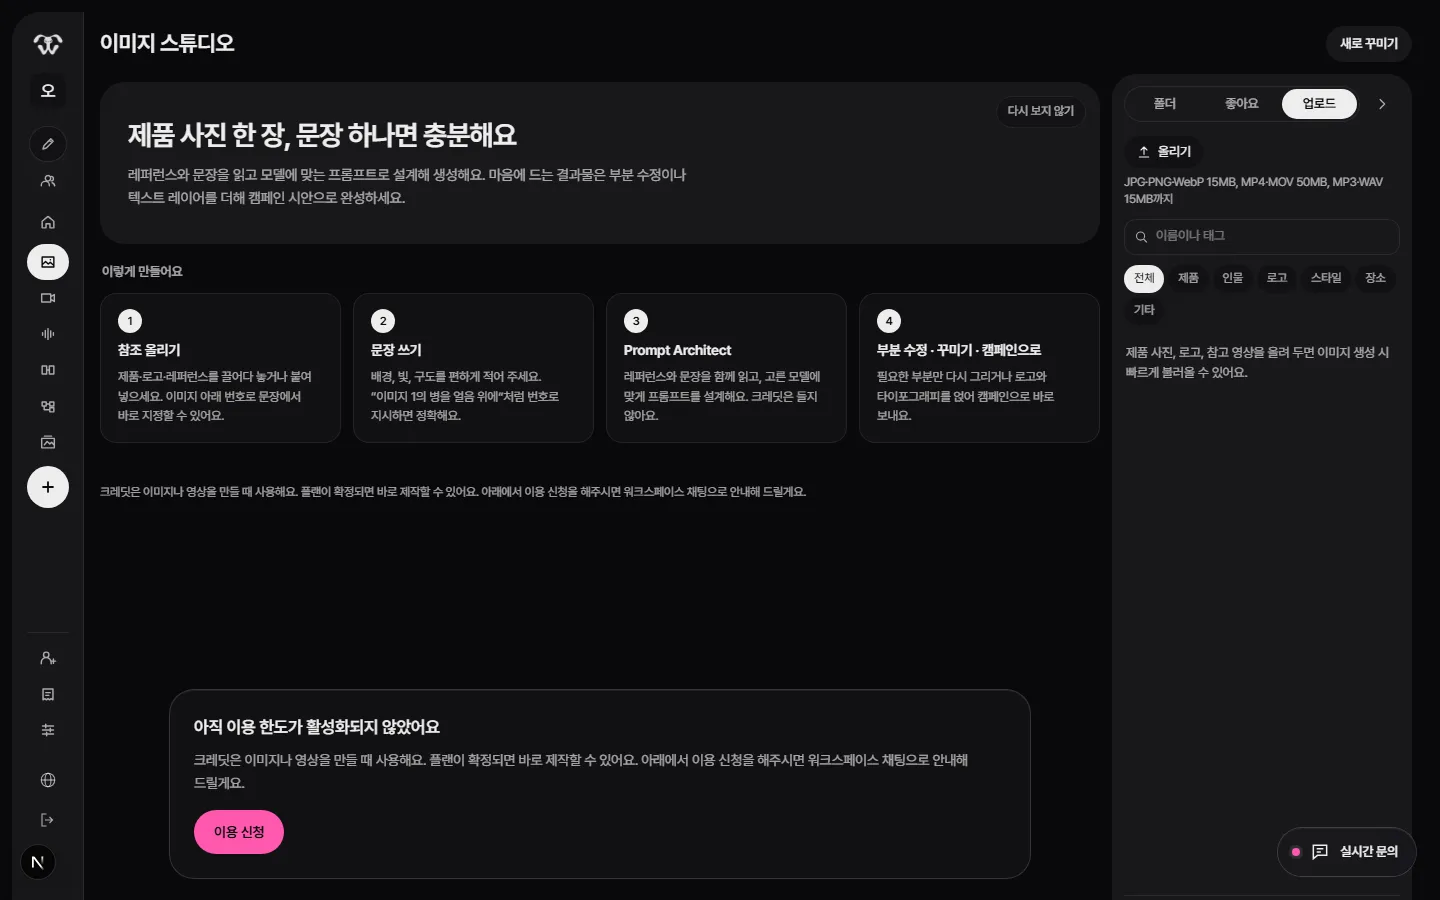 이미지 스튜디오
새로 꾸미기
오
다시 보지 않기
제품 사진 한 장, 문장 하나면 충분해요
레퍼런스와 문장을 읽고 모델에 맞는 프롬프트로 설계해 생성해요. 마음에 드는 결과물은 부분 수정이나
텍스트 레이어를 더해 캠페인 시안으로 완성하세요.
이렇게 만들어요
1
참조 올리기
제품·로고·레퍼런스를 끌어다 놓거나 붙여
넣으세요. 이미지 아래 번호로 문장에서
바로 지정할 수 있어요.
2
문장 쓰기
배경, 빛, 구도를 편하게 적어 주세요.
"이미지 1의 병을 얼음 위에"처럼 번호로
지시하면 정확해요.
3
Prompt Architect
레퍼런스와 문장을 함께 읽고, 고른 모델에
맞게 프롬프트를 설계해요. 크레딧은 들지
않아요.
4
부분 수정 · 꾸미기 · 캠페인으로
필요한 부분만 다시 그리거나 로고와
타이포그래피를 얹어 캠페인으로 바로
보내요.
크레딧은 이미지나 영상을 만들 때 사용해요. 플랜이 확정되면 바로 제작할 수 있어요. 아래에서 이용 신청을 해주시면 워크스페이스 채팅으로 안내해 드릴게요.
아직 이용 한도가 활성화되지 않았어요
크레딧은 이미지나 영상을 만들 때 사용해요. 플랜이 확정되면 바로 제작할 수 있어요. 아래에서 이용 신청을 해주시면 워크스페이스 채팅으로 안내해
드릴게요.
이용 신청
폴더
좋아요
업로드
올리기
JPG·PNG·WebP 15MB, MP4·MOV 50MB, MP3·WAV
15MB까지
이름이나 태그
전체
제품
인물
로고
스타일
장소
기타
제품 사진, 로고, 참고 영상을 올려 두면 이미지 생성 시
빠르게 불러올 수 있어요.
실시간 문의
N